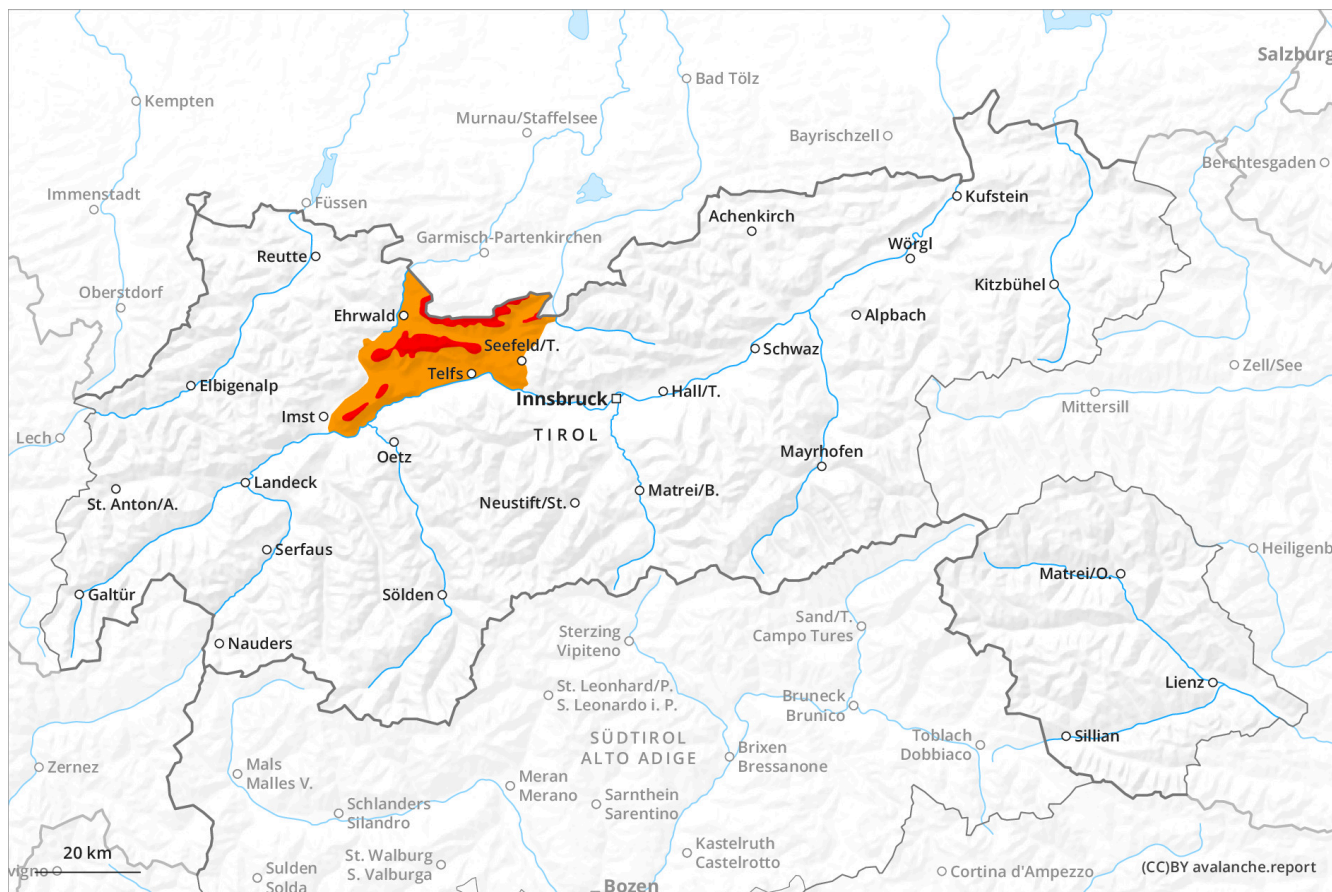 Salzburg
Bad Tölz
Kempten
Murnau/Staffelsee
Bayrischzell
Berchtesgaden
Immenstadt
Füssen
Kufstein
Achenkirch
Garmisch-Partenkirchen
Wörgl
Reutte
Kitzbühel
Oberstdorf
Ehrwald
Alpbach
Seefeld/T.
Schwaz
Zell/See
Telfs
Elbigenalp
Hall/T.
Innsbruck
Mittersill
Imst
TIROL
Lech
Oetz
Mayrhofen
Landeck
Matrei/B.
St. Anton/A.
Neustift/St.
Serfaus
Heiligenb
Matrei/O.
Galtür
Sölden
Sand/T.
Campo Tures
Sterzing
Vipiteno
Nauders
Lienz
St. Leonhard/P.
S. Leonardo i. P.
Bruneck
Brunico
Sillian
Toblach
Dobbiaco
SÜDTIROL
ALTO ADIGE
Brixen
Bressanone
Zernez
Mals
Malles V.
Meran
Merano
Sarnthein
Sarentino
Schlanders
Silandro
Kastelruth
Castelrotto
20 km
St. Walburg
S. Valburga
vigno
Sulden
Solda
Cortina d'Ampezzo
(CC)BY avalanche.report
Bozen